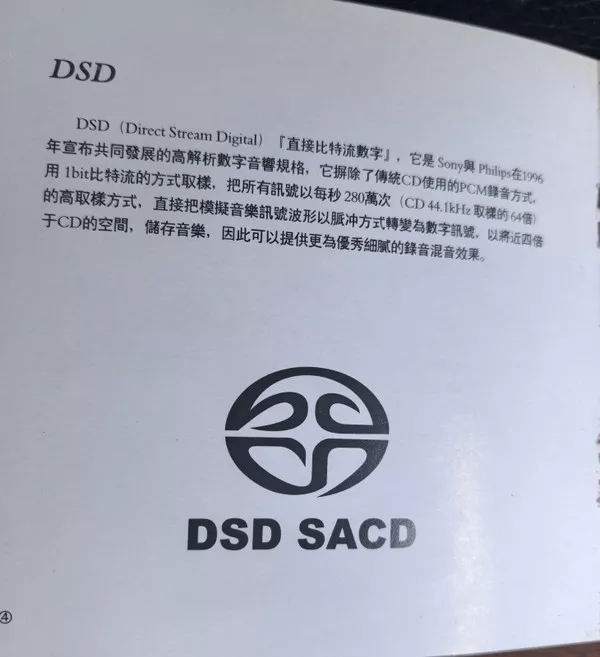 DSD
DSD（Direct Stream Digital）『直接比特流數字』，它是 Sony與 Philips在1996
年宣布共同發展的高解析數字音響規格，它摒除了傳統CD使用的PCM錄音方式，
用 1bit比特流的方式取樣，把所有訊號以每秒 280萬次（CD 44.1kHz 取樣的 64倍）
的高取樣方式，直接把模擬音樂訊號波形以脈冲方式轉變為數字訊號，以將近四倍
于CD的空間，儲存音樂，因此可以提供更為優秀細膩的錄音混音效果。
DSD SACD
④